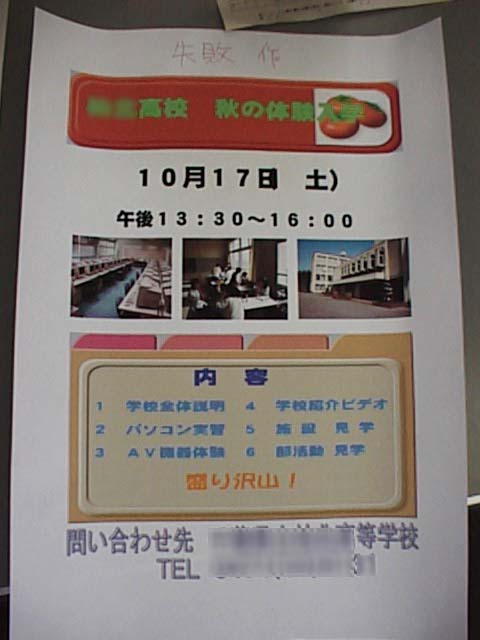 失敗 作
高校 秋の体験入学
10月17日 土)
午後13:30～16:00
内 容
1 学校全体説明 4 学校紹介ビデオ
2 パソコン実習 5 施設 見学
3 AV機器体験 6 部活動 見学
盛り沢山！
問い合わせ先 高等学校
TEL 31